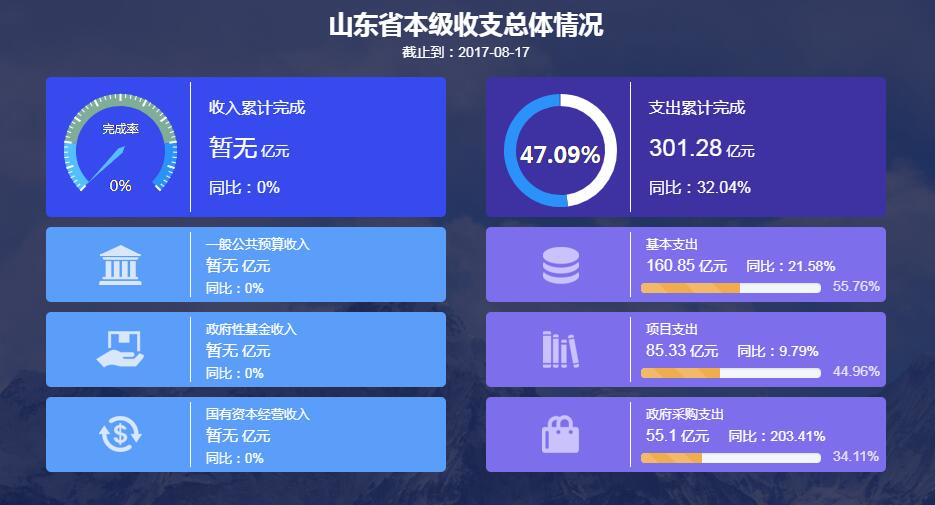 山东省本级收支总体情况
截止到：2017-08-17
完成率
0%
收入累计完成
暂无 亿元
同比：0%
47.09%
支出累计完成
301.28 亿元
同比：32.04%
一般公共预算收入
暂无 亿元
同比：0%
基本支出
160.85 亿元 同比：21.58%
55.76%
政府性基金收入
暂无 亿元
同比：0%
项目支出
85.33 亿元 同比：9.79%
44.96%
国有资本经营收入
暂无 亿元
同比：0%
政府采购支出
55.1 亿元 同比：203.41%
34.11%